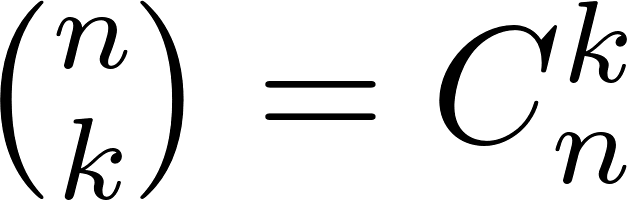 $\binom{n}{k} = C_n^k$